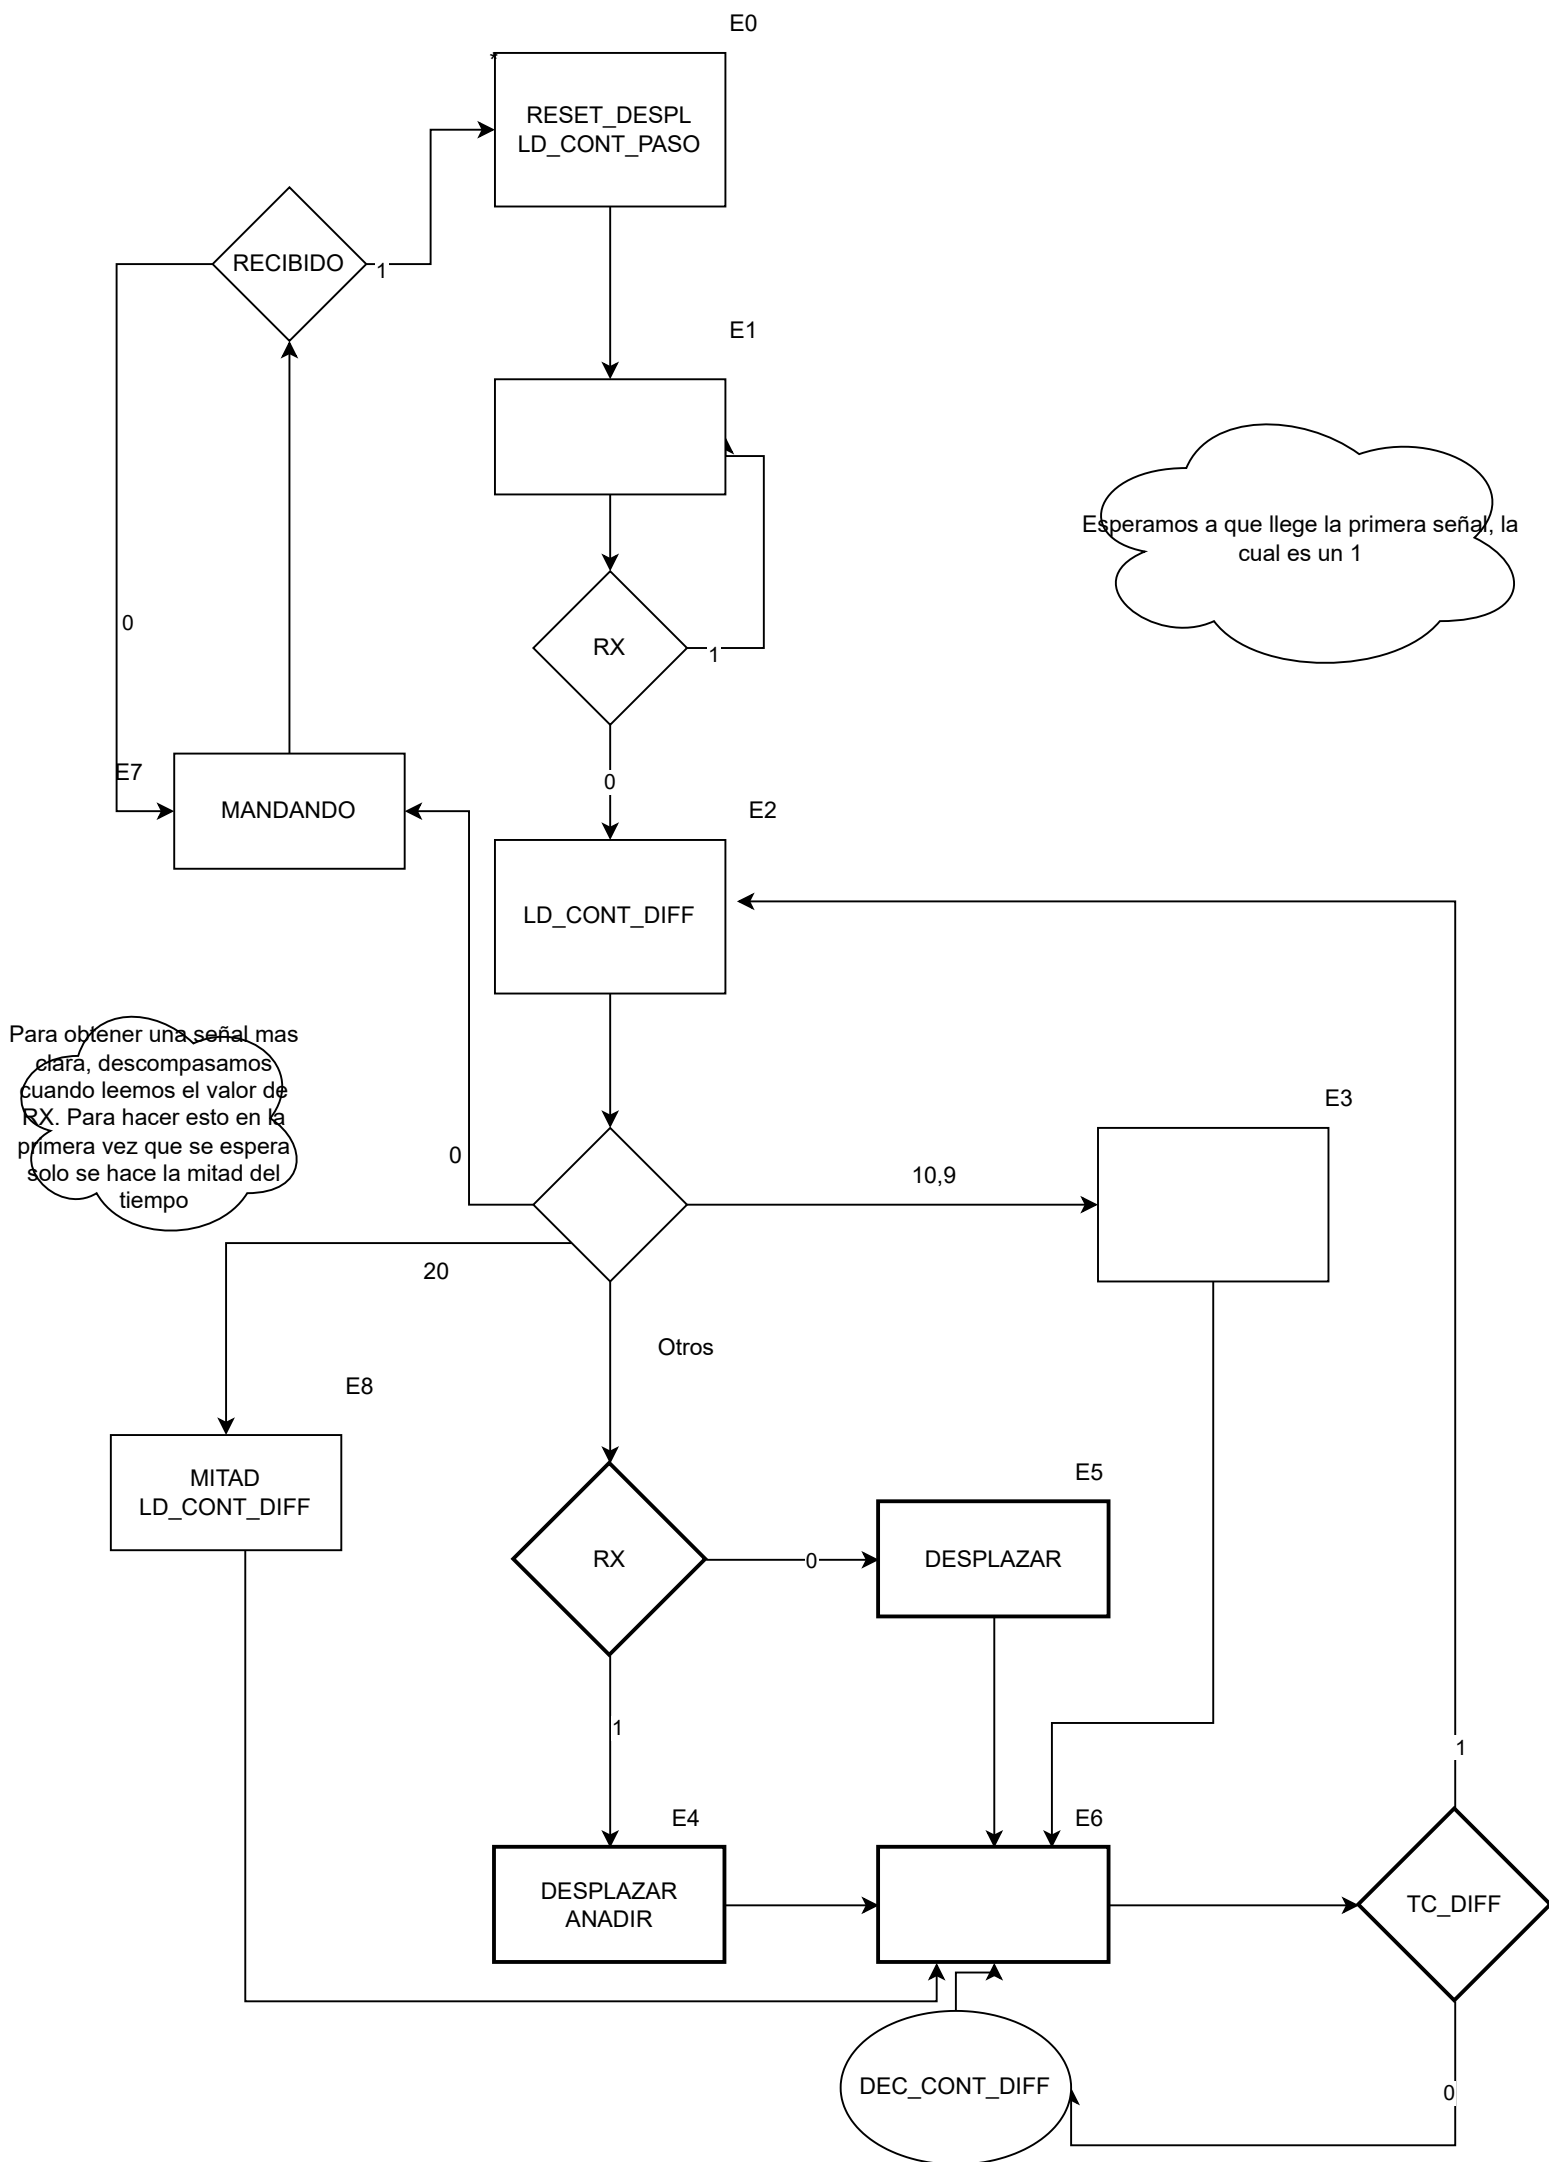 E0
*
RESET_DESPL
LD_CONT_PASO
RECIBIDO
1
E1
Esperamos a que llege la primera señal, la
cual es un 1
0
RX
1
E7
MANDANDO
0
E2
LD_CONT_DIFF
Para obtener una señal mas
clara, descompasamos
cuando leemos el valor de
RX. Para hacer esto en la
primera vez que se espera
solo se hace la mitad del
tiempo
0
E3
10,9
20
Otros
E8
MITAD
LD_CONT_DIFF
E5
RX
0
DESPLAZAR
1
1
E4
E6
DESPLAZAR
ANADIR
TC_DIFF
DEC_CONT_DIFF
0